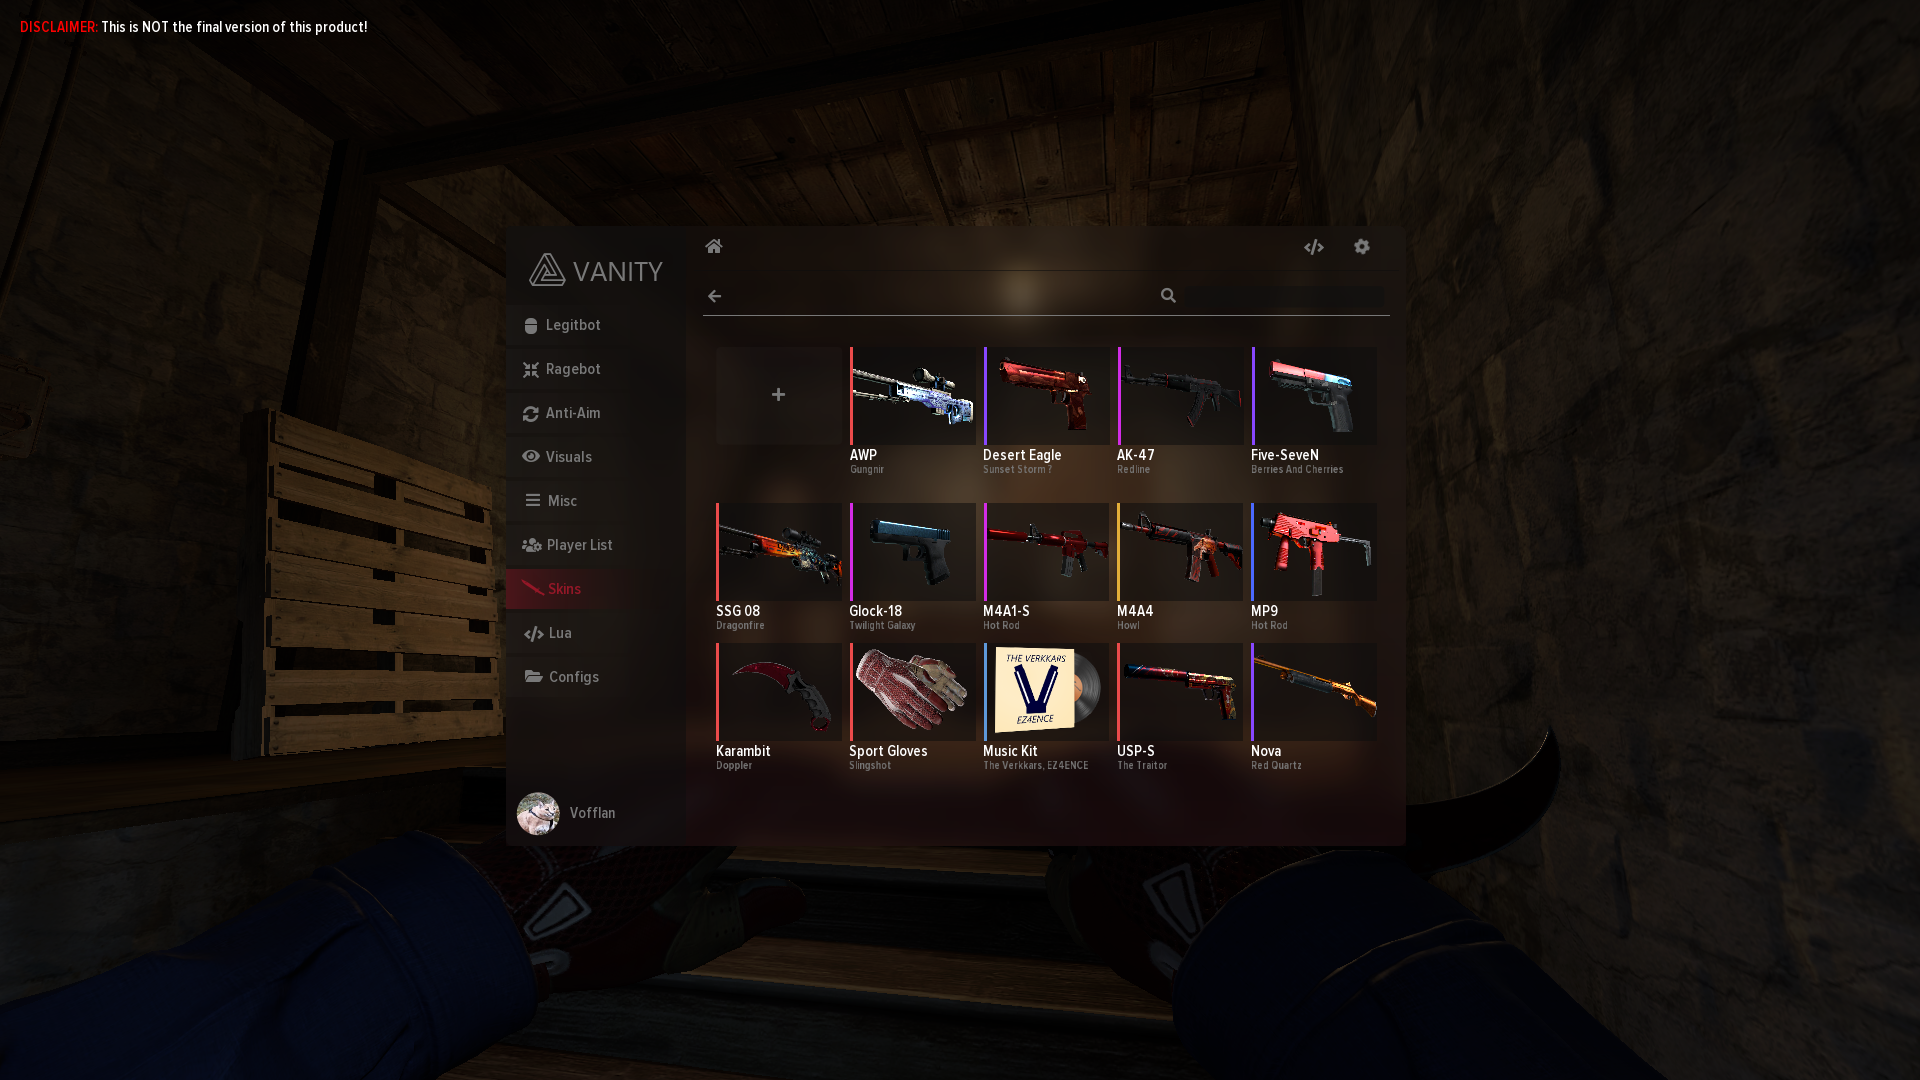 DISCLAIMER: This is NOT the final version of this product!
VANITY
Legitbot
Ragebot
Anti-Aim
Visuals
Misc
Player List
Skins
Lua
Configs
Vofflan
AWP
Gungnir
Desert Eagle
Sunset Storm ?
AK-47
Redline
Five-SeveN
Berries And Cherries
SSG 08
Dragonfire
Glock-18
Twilight Galaxy
M4A1-S
Hot Rod
M4A4
Howl
MP9
Hot Rod
Karambit
Doppler
Sport Gloves
Slingshot
THE VERKKARS
EZ4ENCE
Music Kit
The Verkkars, EZ4ENCE
USP-S
The Traitor
Nova
Red Quartz